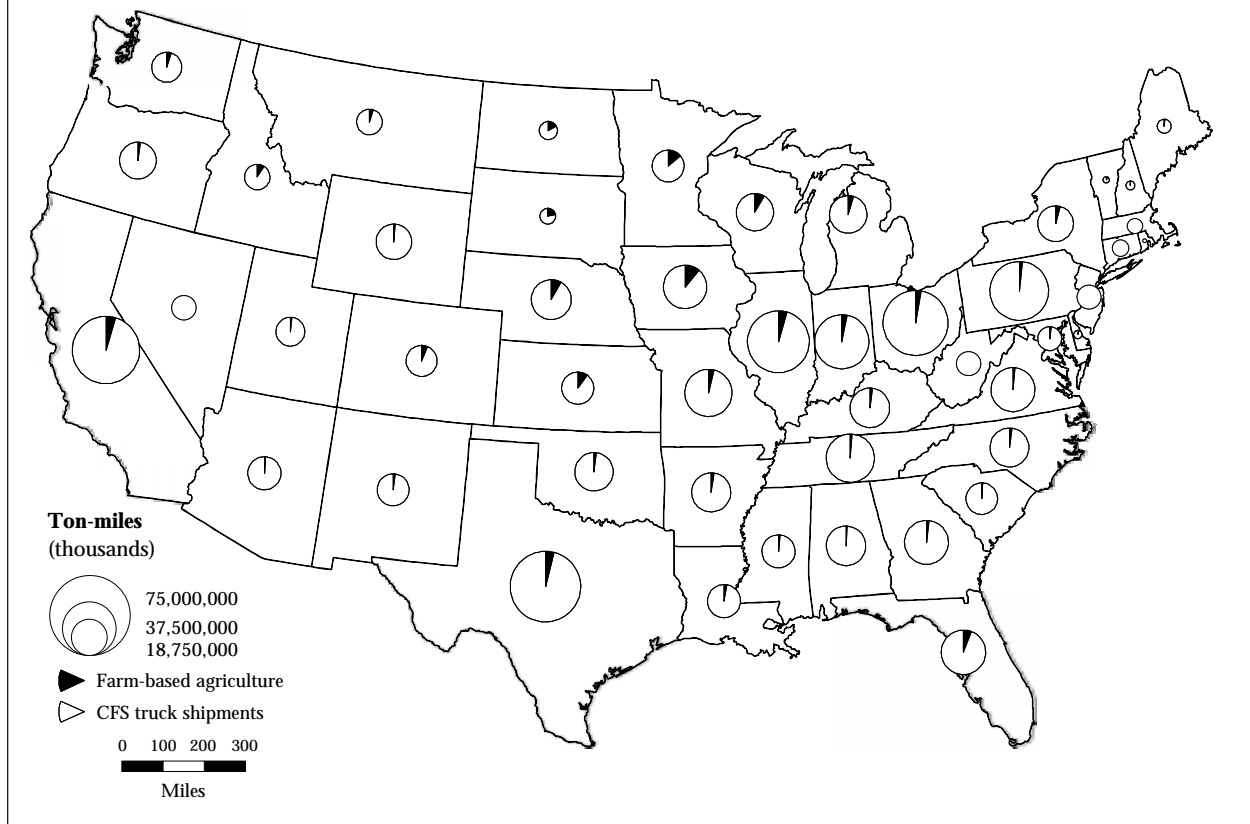 Ton-miles
(thousands)
75,000,000
37,500,000
18,750,000
Farm-based agriculture
CFS truck shipments
0 100 200 300
Miles